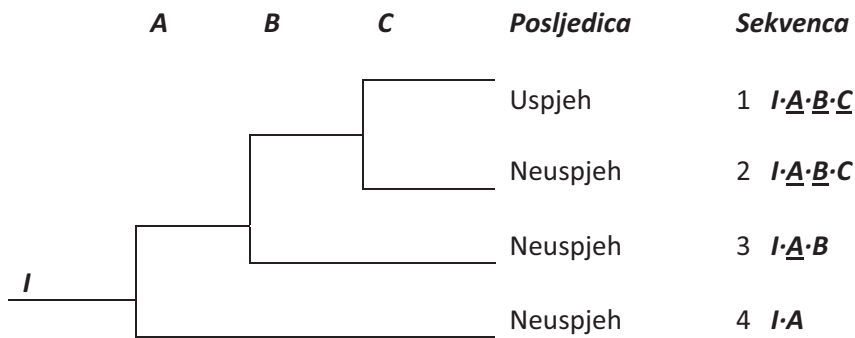 A B C Posljedica Sekvenca
Uspjeh 1 I·A·B·C
Neuspjeh 2 I·A·B·C
Neuspjeh 3 I·A·B
I
Neuspjeh 4 I·A